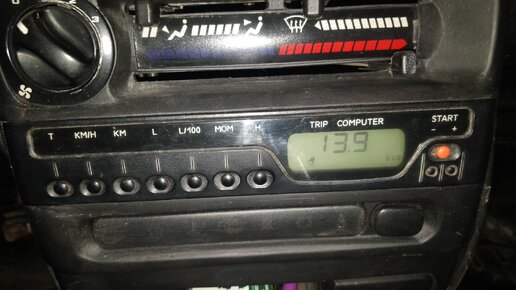 TRIP COMPUTER
START
T KM/H KM L L/100 MOM H
- +
13.9